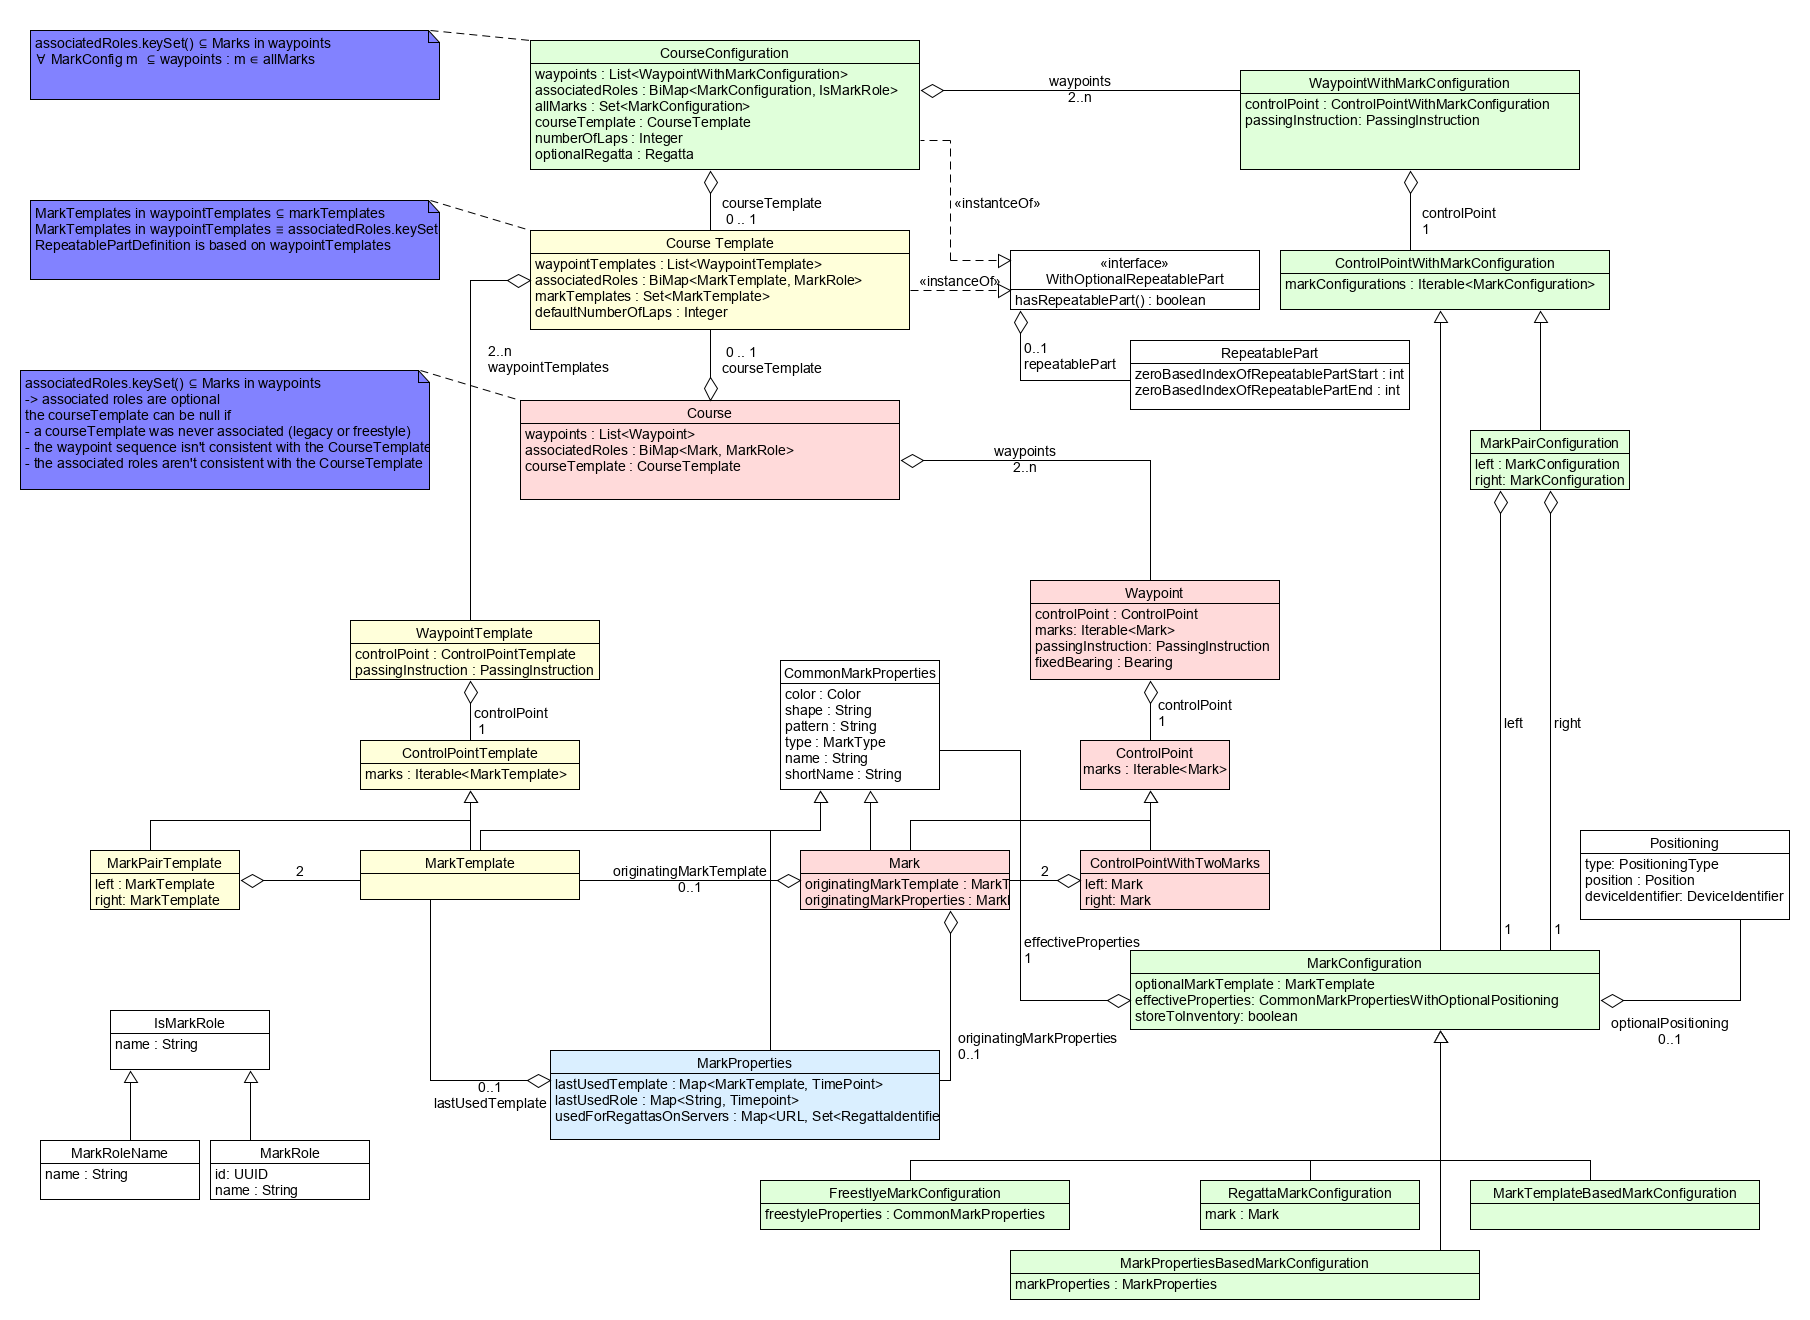 associatedRoles.keySet() ⊆ Marks in waypoints
∀ MarkConfig m ⊆ waypoints : m ∈ allMarks
CourseConfiguration
waypoints : List<WaypointWithMarkConfiguration>
associatedRoles : BiMap<MarkConfiguration, IsMarkRole>
allMarks : Set<MarkConfiguration>
courseTemplate : CourseTemplate
numberOfLaps : Integer
optionalRegatta : Regatta
waypoints
2..n
WaypointWithMarkConfiguration
controlPoint : ControlPointWithMarkConfiguration
passingInstruction: PassingInstruction
courseTemplate
0 .. 1
«instantceOf»
controlPoint
1
MarkTemplates in waypointTemplates ⊆ markTemplates
MarkTemplates in waypointTemplates ≡ associatedRoles.keySet
RepeatablePartDefinition is based on waypointTemplates
Course Template
waypointTemplates : List<WaypointTemplate>
associatedRoles : BiMap<MarkTemplate, MarkRole>
markTemplates : Set<MarkTemplate>
defaultNumberOfLaps : Integer
«instanceOf»
«interface»
WithOptionalRepeatablePart
hasRepeatablePart() : boolean
ControlPointWithMarkConfiguration
markConfigurations : Iterable<MarkConfiguration>
0..1
repeatablePart
RepeatablePart
zeroBasedIndexOfRepeatablePartStart : int
zeroBasedIndexOfRepeatablePartEnd : int
2..n
waypointTemplates
0 .. 1
courseTemplate
associatedRoles.keySet() ⊆ Marks in waypoints
-> associated roles are optional
the courseTemplate can be null if
- a courseTemplate was never associated (legacy or freestyle)
- the waypoint sequence isn't consistent with the CourseTemplate
- the associated roles aren't consistent with the CourseTemplate
Course
waypoints : List<Waypoint>
associatedRoles : BiMap<Mark, MarkRole>
courseTemplate : CourseTemplate
waypoints
2..n
MarkPairConfiguration
left : MarkConfiguration
right: MarkConfiguration
Waypoint
controlPoint : ControlPoint
marks: Iterable<Mark>
passingInstruction: PassingInstruction
fixedBearing : Bearing
WaypointTemplate
controlPoint : ControlPointTemplate
passingInstruction : PassingInstruction
controlPoint
1
CommonMarkProperties
color : Color
shape : String
pattern : String
type : MarkType
name : String
shortName : String
controlPoint
1
left
right
ControlPointTemplate
marks : Iterable<MarkTemplate>
ControlPoint
marks : Iterable<Mark>
MarkPairTemplate
left : MarkTemplate
right: MarkTemplate
2
MarkTemplate
originatingMarkTemplate
0..1
Mark
originatingMarkTemplate : MarkT
originatingMarkProperties : Mark
2
ControlPointWithTwoMarks
left: Mark
right: Mark
Positioning
type: PositioningType
position : Position
deviceIdentifier: DeviceIdentifier
1
1
effectiveProperties
1
MarkConfiguration
optionalMarkTemplate : MarkTemplate
effectiveProperties: CommonMarkPropertiesWithOptionalPositioning
storeToInventory: boolean
optionalPositioning
0..1
originatingMarkProperties
0..1
IsMarkRole
name : String
MarkProperties
lastUsedTemplate : Map<MarkTemplate, TimePoint>
lastUsedRole : Map<String, Timepoint>
usedForRegattasOnServers : Map<URL, Set<RegattaIdentifie
0..1
lastUsedTemplate
MarkRoleName
name : String
MarkRole
id: UUID
name : String
FreestlyeMarkConfiguration
freestyleProperties : CommonMarkProperties
RegattaMarkConfiguration
mark : Mark
MarkTemplateBasedMarkConfiguration
MarkPropertiesBasedMarkConfiguration
markProperties : MarkProperties